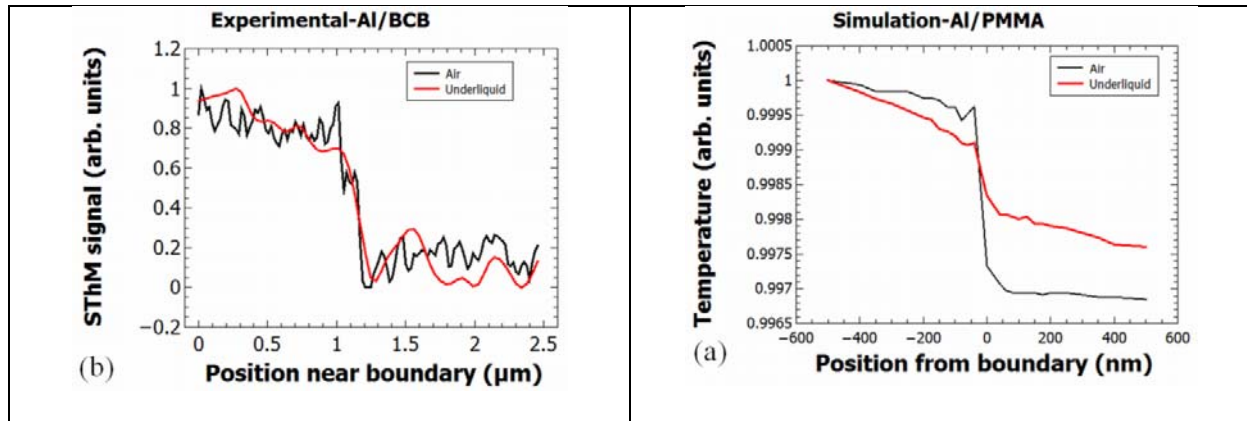 Experimental-Al/BCB
1.2
1
0.8
0.6
0.4
0.2
0
−0.2
SThM signal (arb. units)
Air
Underliquid
0
0.5
1
1.5
2
2.5
Position near boundary (µm)
(b)
Simulation-Al/PMMA
1.0005
1
0.9995
0.999
0.9985
0.998
0.9975
0.997
0.9965
Temperature (arb. units)
Air
Underliquid
−600
−400
−200
0
200
400
600
Position from boundary (nm)
(a)